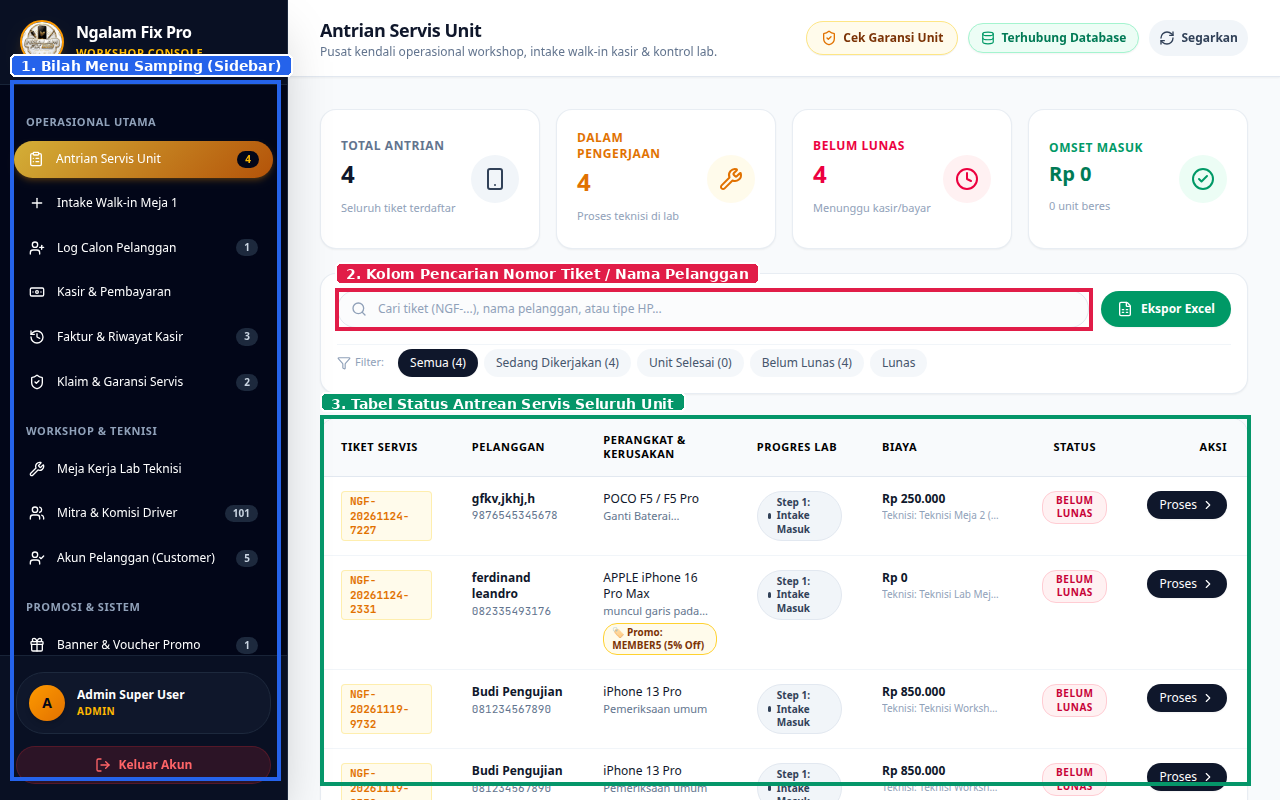 Ngalam Fix Pro
WORKSHOP CONSOLE
1. Bilah Menu Samping (Sidebar)
OPERASIONAL UTAMA
Antrian Servis Unit 4
Intake Walk-in Meja 1
Log Calon Pelanggan 1
Kasir & Pembayaran
Faktur & Riwayat Kasir 3
Klaim & Garansi Servis 2
WORKSHOP & TEKNISI
Meja Kerja Lab Teknisi
Mitra & Komisi Driver 101
Akun Pelanggan (Customer) 5
PROMOSI & SISTEM
Banner & Voucher Promo 1
A
Admin Super User
ADMIN
Keluar Akun
Antrian Servis Unit
Pusat kendali operasional workshop, intake walk-in kasir & kontrol lab.
Cek Garansi Unit
Terhubung Database
Segarkan
TOTAL ANTRIAN
4
Seluruh tiket terdaftar
DALAM
PENGERJAAN
4
Proses teknisi di lab
BELUM LUNAS
4
Menunggu kasir/bayar
OMSET MASUK
Rp 0
0 unit beres
2. Kolom Pencarian Nomor Tiket / Nama Pelanggan
Cari tiket (NGF-...), nama pelanggan, atau tipe HP...
Ekspor Excel
Filter: Semua (4) Sedang Dikerjakan (4) Unit Selesai (0) Belum Lunas (4) Lunas
3. Tabel Status Antrean Servis Seluruh Unit
TIKET SERVIS PELANGGAN PERANGKAT & KERUSAKAN PROGRES LAB BIAYA STATUS AKSI
NGF-
20261124-
7227
gfkv,jkhj,h
9876545345678
POCO F5 / F5 Pro
Ganti Baterai...
Step 1:
Intake
Masuk
Rp 250.000
Teknisi: Teknisi Meja 2 (...
BELUM
LUNAS
Proses
NGF-
20261124-
2331
ferdinand
leandro
082335493176
APPLE iPhone 16
Pro Max
muncul garis pada...
🏷️ Promo:
MEMBER5 (5% Off)
Step 1:
Intake
Masuk
Rp 0
Teknisi: Teknisi Lab Mej...
BELUM
LUNAS
Proses
NGF-
20261119-
9732
Budi Pengujian
081234567890
iPhone 13 Pro
Pemeriksaan umum
Step 1:
Intake
Masuk
Rp 850.000
Teknisi: Teknisi Worksh...
BELUM
LUNAS
Proses
NGF-
20261119-
Budi Pengujian
081234567890
iPhone 13 Pro
Pemeriksaan umum
Step 1:
Intake
Masuk
Rp 850.000
Teknisi: Teknisi Worksh...
BELUM
LUNAS
Proses